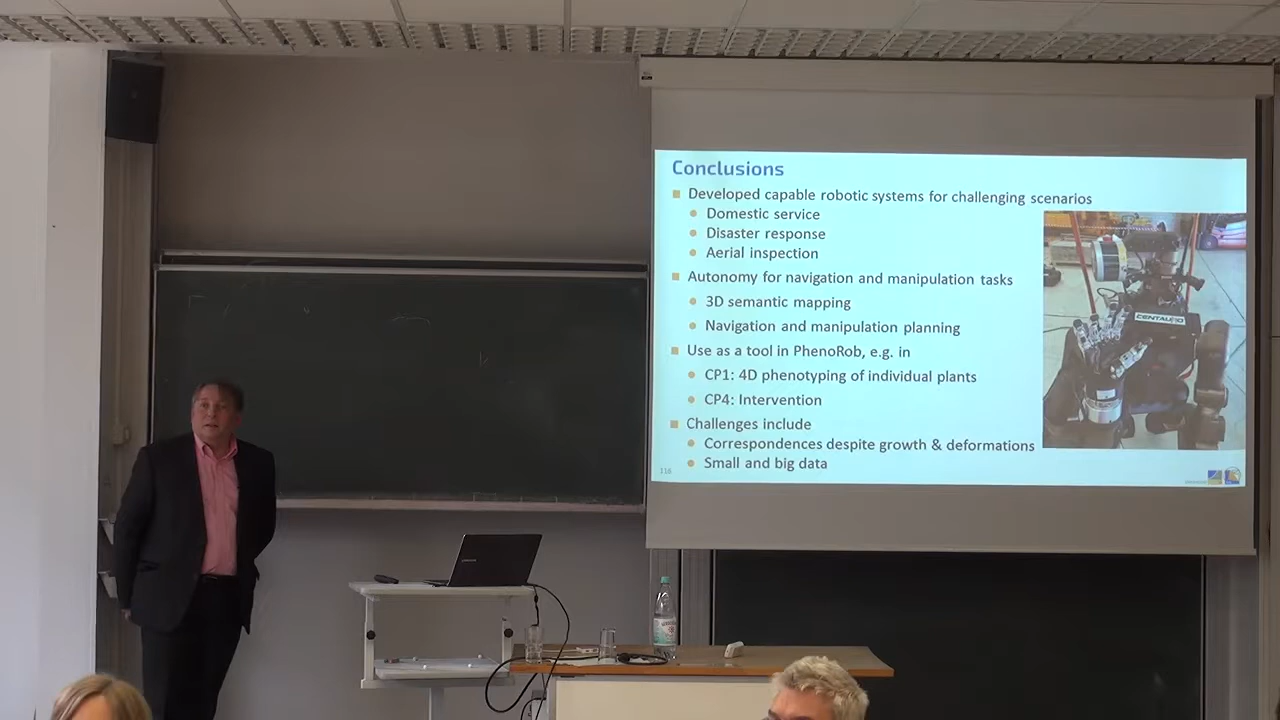 Conclusions
Developed capable robotic systems for challenging scenarios
Domestic service
Disaster response
Aerial inspection
Autonomy for navigation and manipulation tasks
3D semantic mapping
Navigation and manipulation planning
Use as a tool in PhenoRob, e.g. in
CP1: 4D phenotyping of individual plants
CP4: Intervention
Challenges include
Correspondences despite growth & deformations
Small and big data
116
CENTAURO